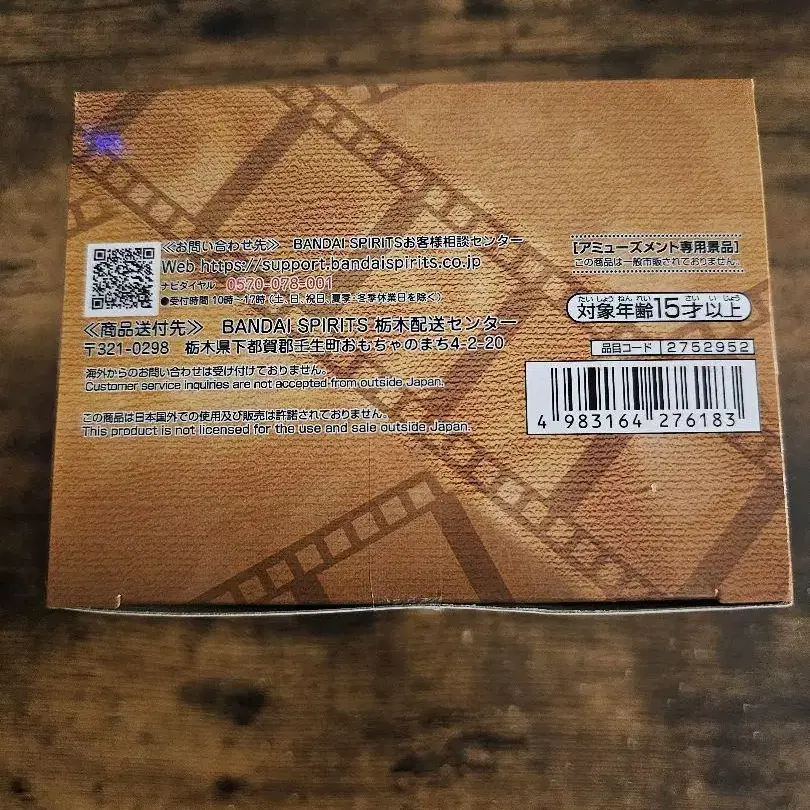 ≪お問い合わせ先≫ BANDAI SPIRITSお客様相談センター
Web https://support.bandaispirits.co.jp
ナビダイヤル 0570-078-001
●受付時間 10時〜17時(土、日、祝日、夏季・冬季休業日を除く)
≪商品送付先≫ BANDAI SPIRITS 栃木配送センター
〒321-0298 栃木県下都賀郡壬生町おもちゃのまち4-2-20
海外からのお問い合わせは受け付けておりません。
Customer service inquiries are not accepted from outside Japan.
この商品は日本国外での使用及び販売は許諾されておりません。
This product is not licensed for the use and sale outside Japan.
【アミューズメント専用景品】
この商品は一般市販されておりません。
たいしょうねんれい さい いじょう
対象年齢15才以上
品目コード 2752952
4 983164 276183